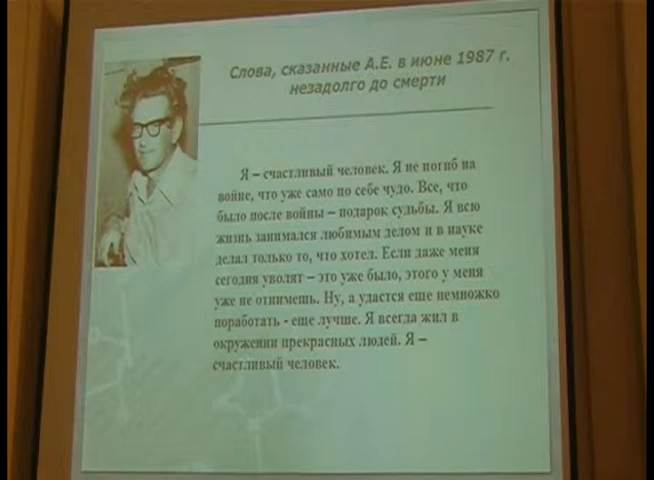 Слова, сказанные А.Е. в июне 1987 г.
незадолго до смерти
Я – счастливый человек. Я не погиб на
войне, что уже само по себе чудо. Все, что
было после войны – подарок судьбы. Я всю
жизнь занимался любимым делом и в науке
делал только то, что хотел. Если даже меня
сегодня уволят – это уже было, этого у меня
уже не отнимешь. Ну, а удастся еще немножко
поработать - еще лучше. Я всегда жил в
окружении прекрасных людей. Я –
счастливый человек.